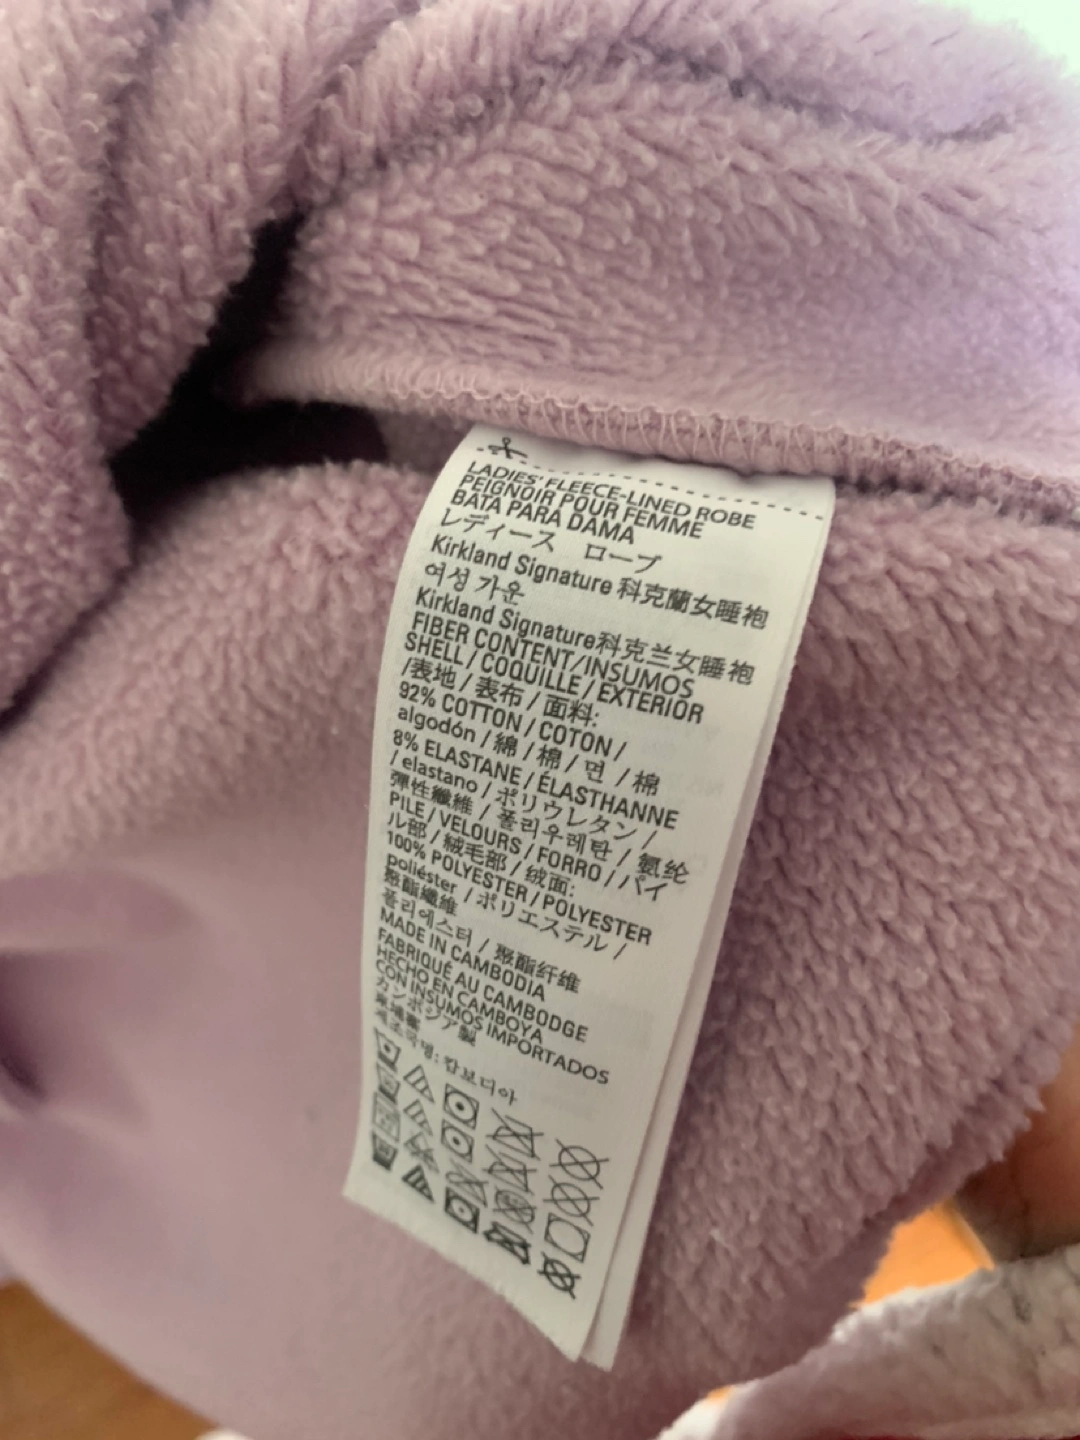 LADIES' FLEECE-LINED ROBE
PEIGNOIR POUR FEMME
BATA PARA DAMA
レディース ローブ
Kirkland Signature 科克蘭女睡袍
여성 가운
Kirkland Signature科克兰女睡袍
FIBER CONTENT/INSUMOS
SHELL / COQUILLE / EXTERIOR
/表地 / 表布 / 面料:
92% COTTON / COTON /
algodón / 綿 / 棉 / 면 / 棉
8% ELASTANE / ÉLASTHANNE
/ elastano / ポリウレタン /
彈性纖維 / 폴리우레탄 / 氨纶
PILE / VELOURS / FORRO / パイ
ル部 / 絨毛部 / 绒面:
100% POLYESTER / POLYESTER
poliéster / ポリエステル /
聚酯纖維
폴리에스터 / 聚酯纤维
MADE IN CAMBODIA
FABRIQUÉ AU CAMBODGE
HECHO EN CAMBOYA
CON INSUMOS IMPORTADOS
カンボジア製
柬埔寨
제조국명: 캄보디아